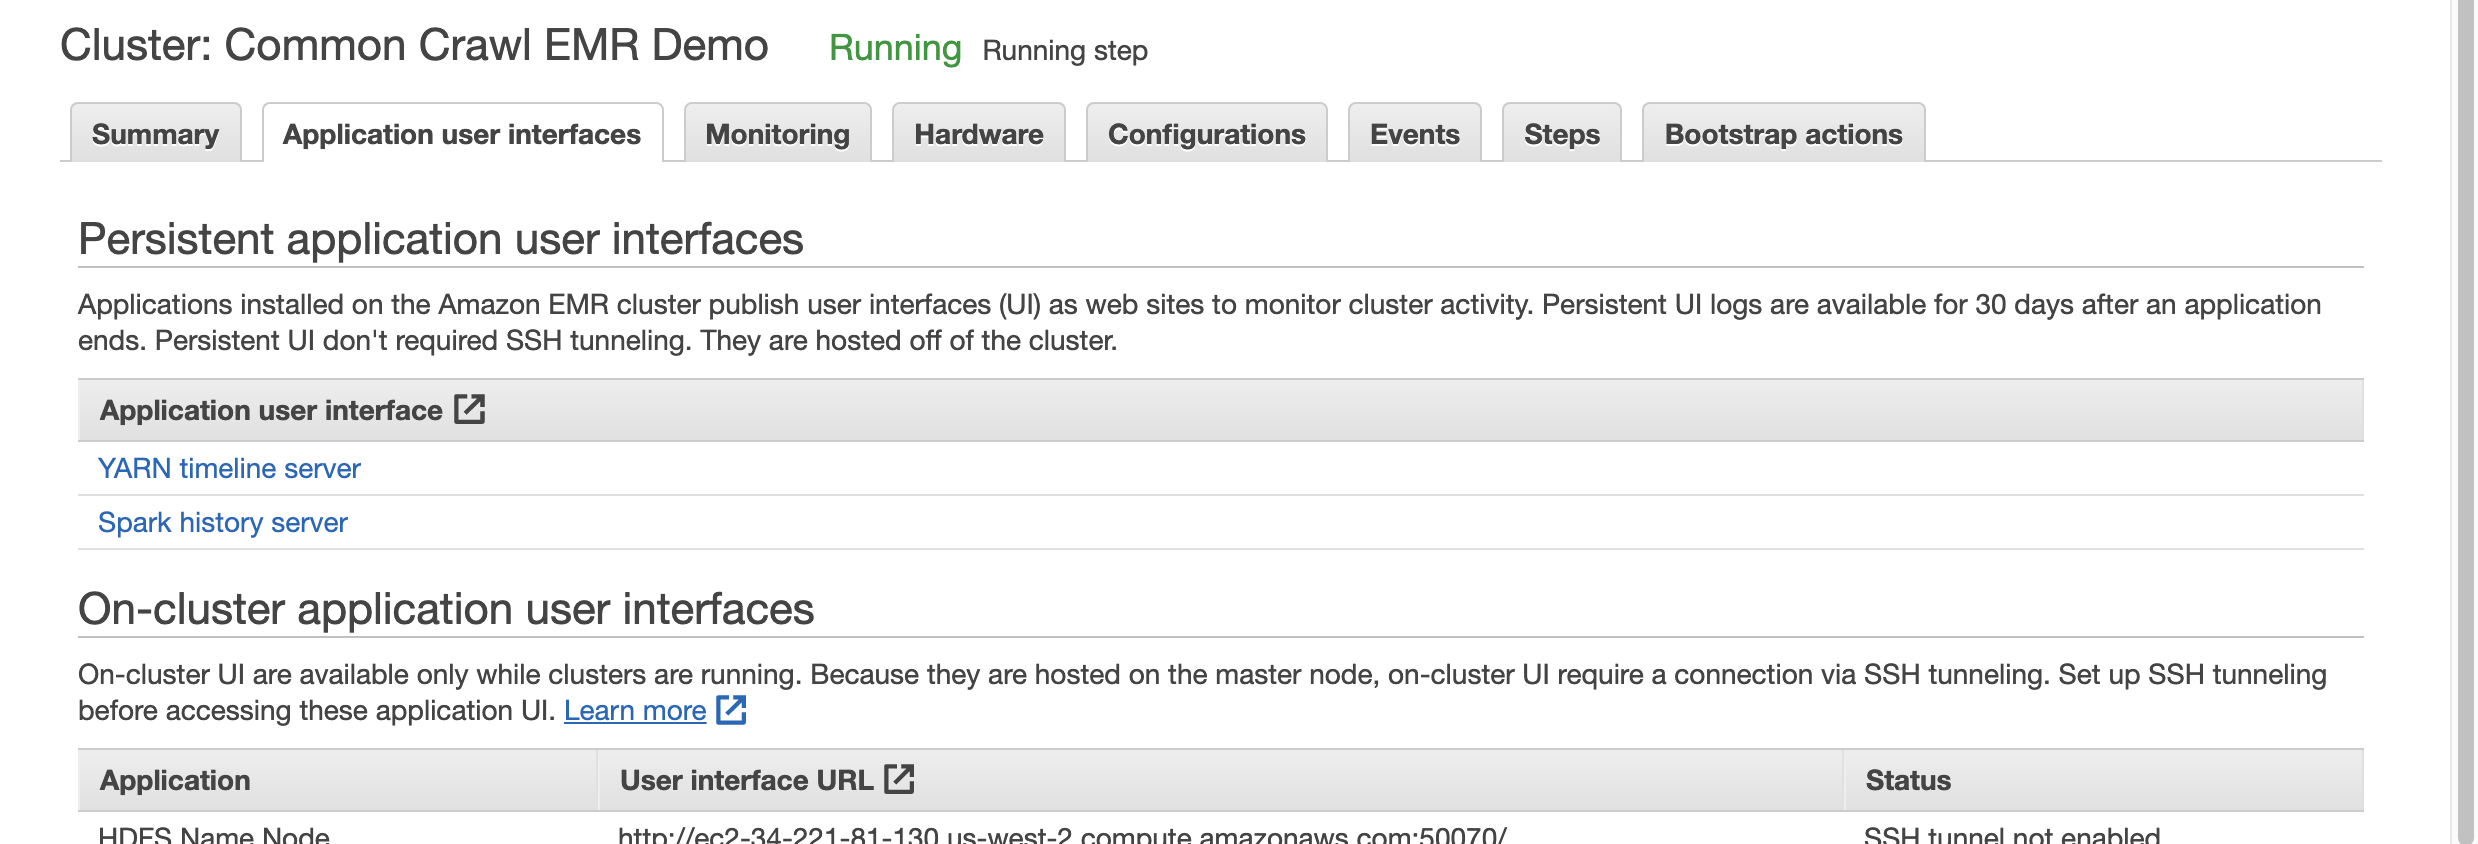 Cluster: Common Crawl EMR Demo Running Running step
Summary Application user interfaces Monitoring Hardware Configurations Events Steps Bootstrap actions
Persistent application user interfaces
Applications installed on the Amazon EMR cluster publish user interfaces (UI) as web sites to monitor cluster activity. Persistent UI logs are available for 30 days after an application
ends. Persistent UI don't required SSH tunneling. They are hosted off of the cluster.
Application user interface
YARN timeline server
Spark history server
On-cluster application user interfaces
On-cluster UI are available only while clusters are running. Because they are hosted on the master node, on-cluster UI require a connection via SSH tunneling. Set up SSH tunneling
before accessing these application UI. Learn more
Application User interface URL Status
HDFS Name Node http://ec2-34-221-81-130.us-west-2.compute.amazonaws.com:50070/ SSH tunnel not enabled